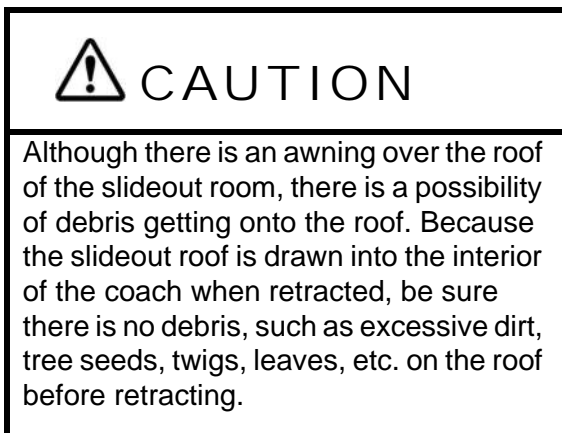 CAUTION
Although there is an awning over the roof
of the slideout room, there is a possibility
of debris getting onto the roof. Because
the slideout roof is drawn into the interior
of the coach when retracted, be sure
there is no debris, such as excessive dirt,
tree seeds, twigs, leaves, etc. on the roof
before retracting.